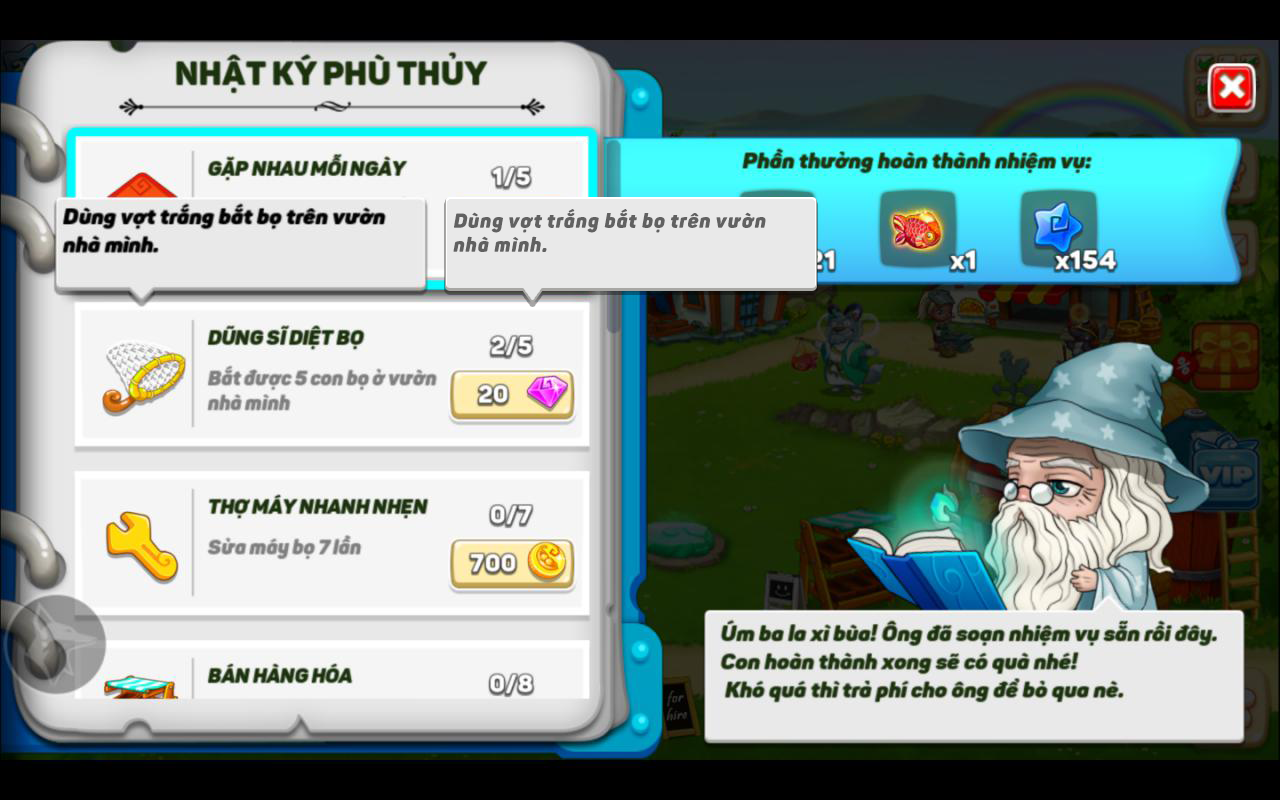 NHẬT KÝ PHÙ THỦY
GẶP NHAU MỖI NGÀY
1/5
Dùng vợt trắng bắt bọ trên vườn
nhà mình.
Dùng vợt trắng bắt bọ trên vườn
nhà mình.
DŨNG SĨ DIỆT BỌ
2/5
Bắt được 5 con bọ ở vườn
nhà mình
20
THỢ MÁY NHANH NHẸN
0/7
Sửa máy bọ 7 lần
700
BÁN HÀNG HÓA
0/8
Phần thưởng hoàn thành nhiệm vụ:
21
x1
x154
%
VIP
for
hire
Úm ba la xì bùa! Ông đã soạn nhiệm vụ sẵn rồi đây.
Con hoàn thành xong sẽ có quà nhé!
Khó quá thì trả phí cho ông để bỏ qua nè.